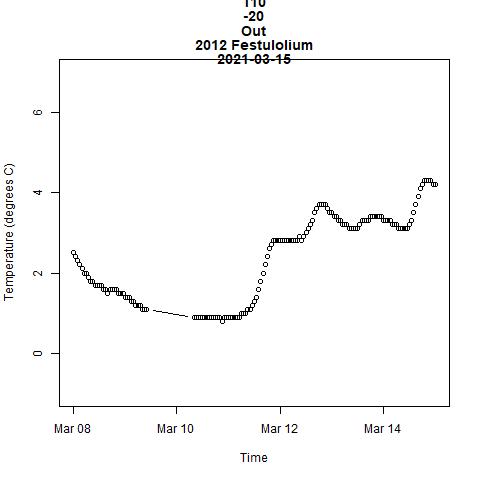 T10
-20
Out
2012 Festulolium
2021-03-15
Temperature (degrees C)
6
4
2
0
Mar 08 Mar 10 Mar 12 Mar 14
Time